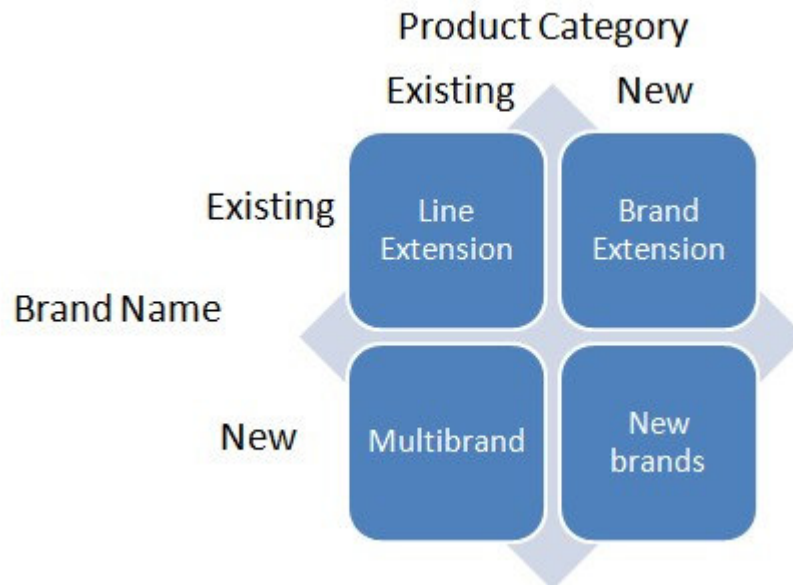 Product Category
Existing New
Existing
Line
Extension
Brand
Extension
Brand Name
New
Multibrand
New
brands